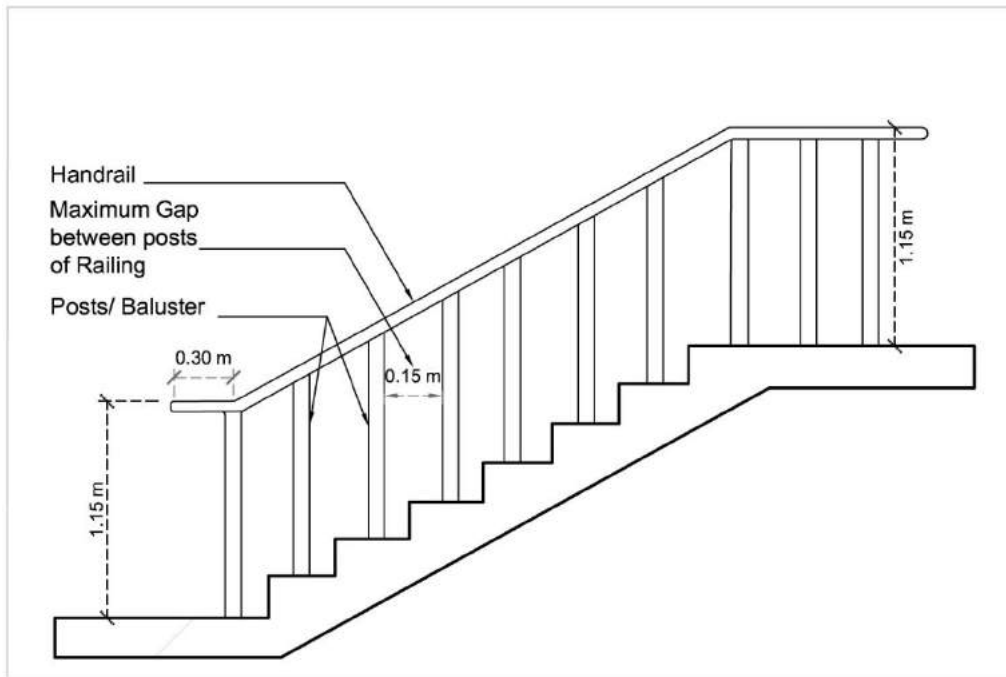 Handrail
Maximum Gap
between posts
of Railing
Posts/ Baluster
0.30 m
0.15 m
1.15 m
1.15 m